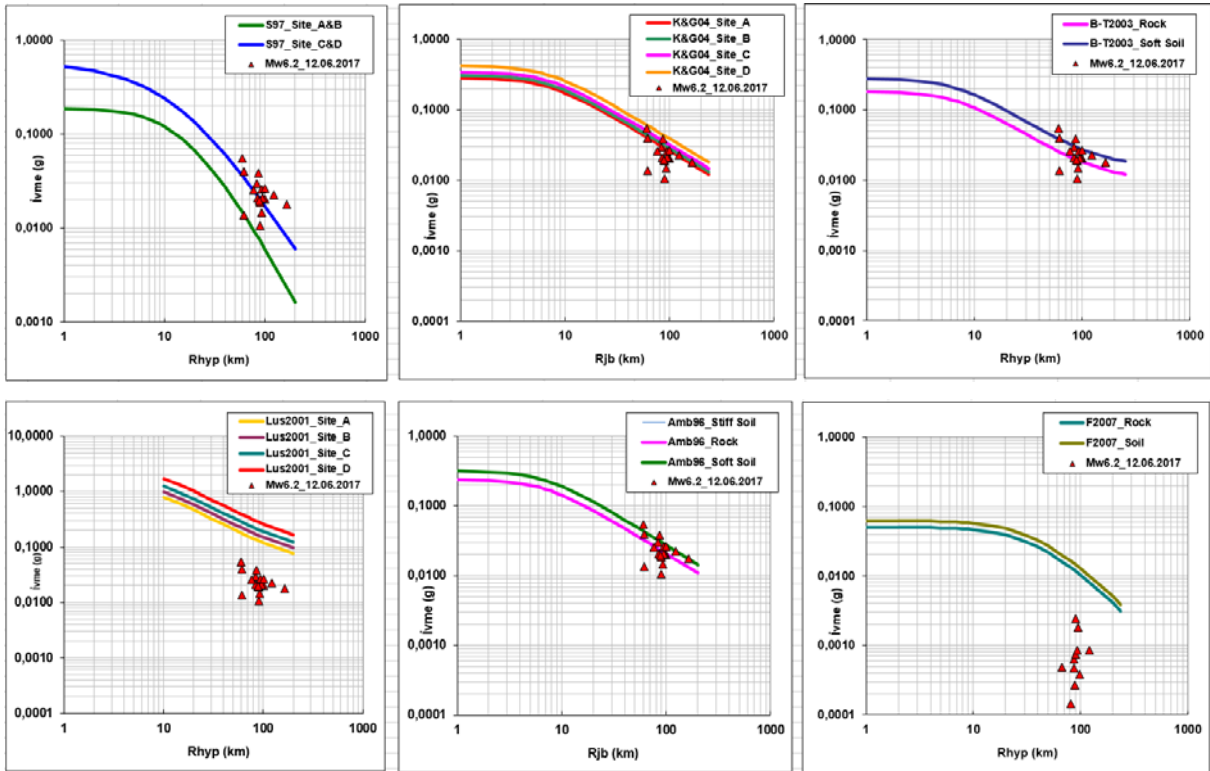 S97_Site_A&B
S97_Site_C&D
Mw6.2_12.06.2017
1,0000
0,1000
0,0100
0,0010
İvme (g)
1
10
100
1000
Rhyp (km)
K&G04_Site_A
K&G04_Site_B
K&G04_Site_C
K&G04_Site_D
Mw6.2_12.06.2017
1,0000
0,1000
0,0100
0,0010
0,0001
İvme (g)
1
10
100
1000
Rjb (km)
B-T2003_Rock
B-T2003_Soft Soil
Mw6.2_12.06.2017
1,0000
0,1000
0,0100
0,0010
0,0001
İvme (g)
1
10
100
1000
Rhyp (km)
Lus2001_Site_A
Lus2001_Site_B
Lus2001_Site_C
Lus2001_Site_D
Mw6.2_12.06.2017
10,0000
1,0000
0,1000
0,0100
0,0010
0,0001
İvme (g)
1
10
100
1000
Rhyp (km)
Amb96_Stiff Soil
Amb96_Rock
Amb96_Soft Soil
Mw6.2_12.06.2017
1,0000
0,1000
0,0100
0,0010
0,0001
İvme (g)
1
10
100
1000
Rjb (km)
F2007_Rock
F2007_Soil
Mw6.2_12.06.2017
1,0000
0,1000
0,0100
0,0010
0,0001
İvme (g)
1
10
100
1000
Rhyp (km)